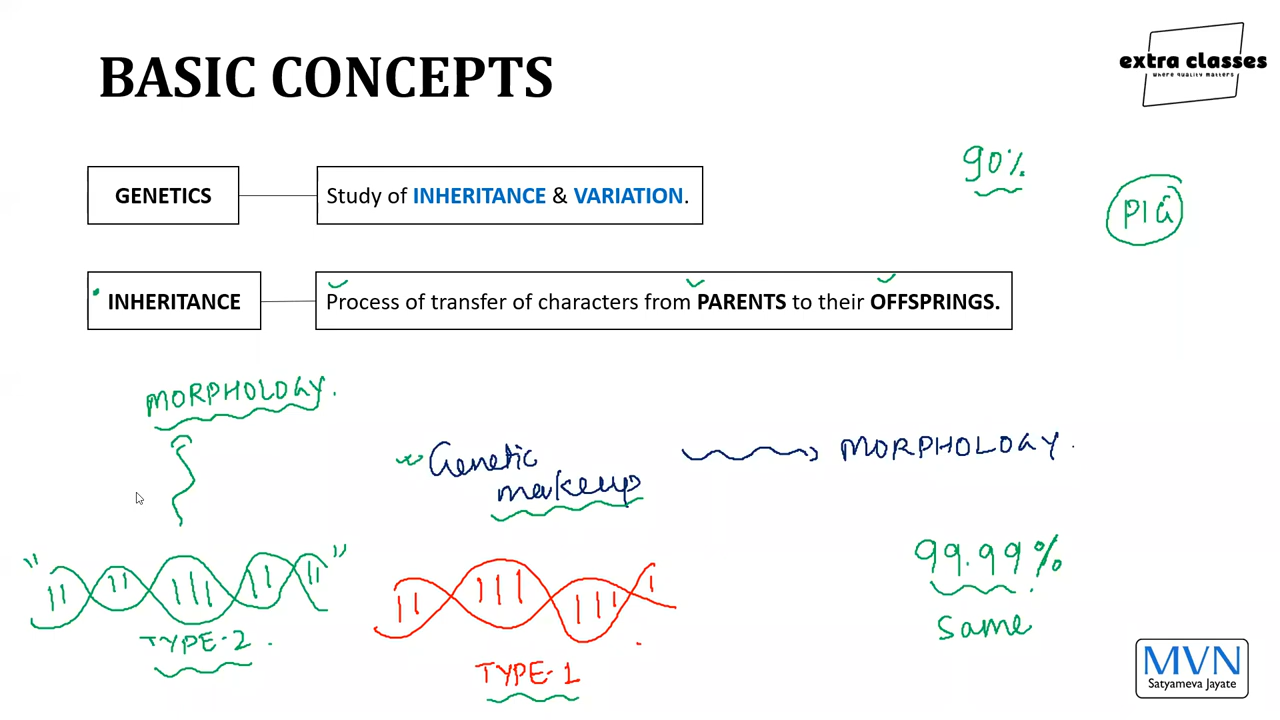 BASIC CONCEPTS
extra classes
where quality matters
90%
PIG
GENETICS
Study of INHERITANCE & VARIATION.
INHERITANCE
Process of transfer of characters from PARENTS to their OFFSPRINGS.
MORPHOLOGY.
Genetic
makeup
MORPHOLOGY.
" "
99.99%
same
TYPE-2.
TYPE-1
MVN
Satyameva Jayate